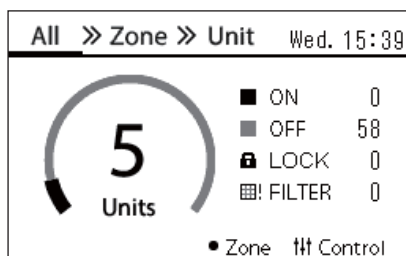 All » Zone » Unit Wed. 15:39
5
Units
ON 0
OFF 58
LOCK 0
! FILTER 0
Zone Control